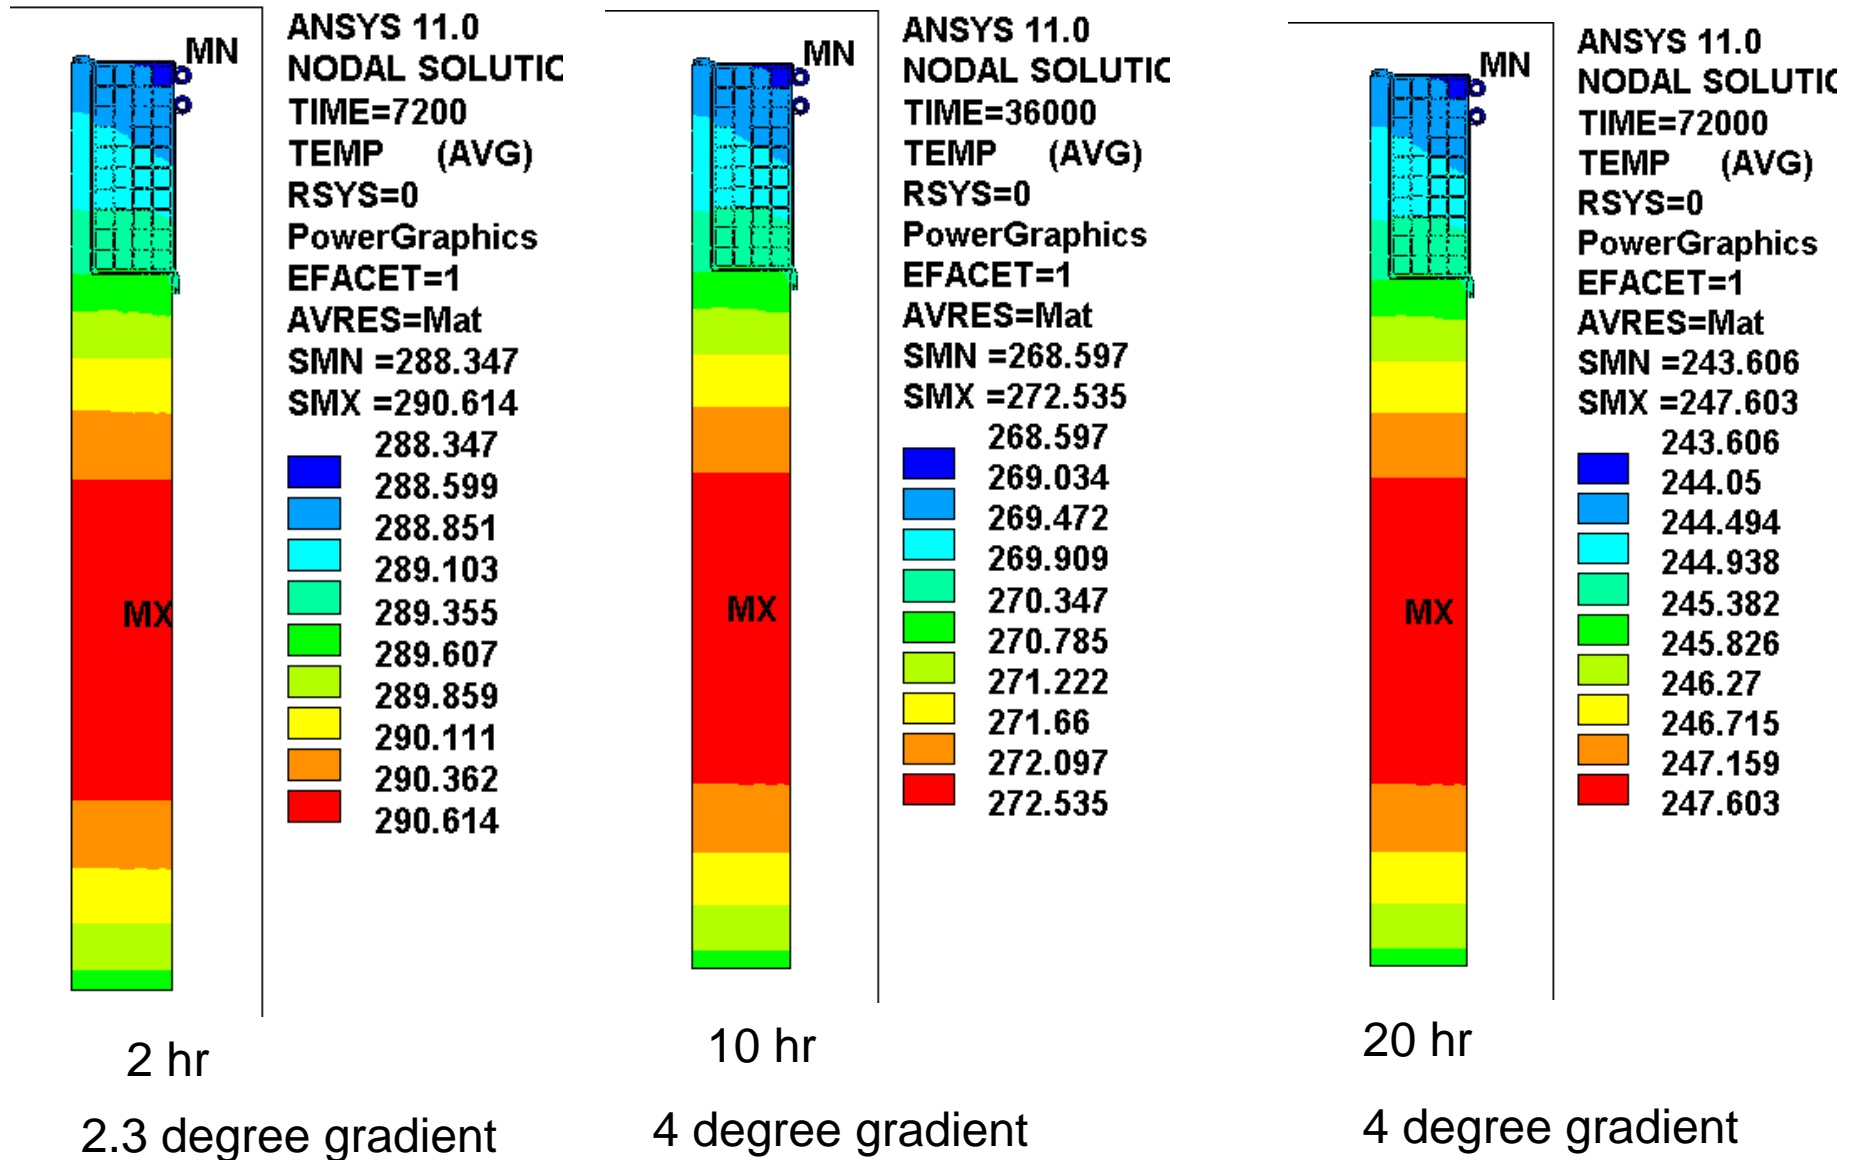 MN
MX
ANSYS 11.0
NODAL SOLUTIO
TIME=7200
TEMP (AVG)
RSYS=0
PowerGraphics
EFACET=1
AVRES=Mat
SMN =288.347
SMX =290.614
288.347
288.599
288.851
289.103
289.355
289.607
289.859
290.111
290.362
290.614
2 hr
2.3 degree gradient
MN
MX
ANSYS 11.0
NODAL SOLUTIO
TIME=36000
TEMP (AVG)
RSYS=0
PowerGraphics
EFACET=1
AVRES=Mat
SMN =268.597
SMX =272.535
268.597
269.034
269.472
269.909
270.347
270.785
271.222
271.66
272.097
272.535
10 hr
4 degree gradient
MN
MX
ANSYS 11.0
NODAL SOLUTIO
TIME=72000
TEMP (AVG)
RSYS=0
PowerGraphics
EFACET=1
AVRES=Mat
SMN =243.606
SMX =247.603
243.606
244.05
244.494
244.938
245.382
245.826
246.27
246.715
247.159
247.603
20 hr
4 degree gradient